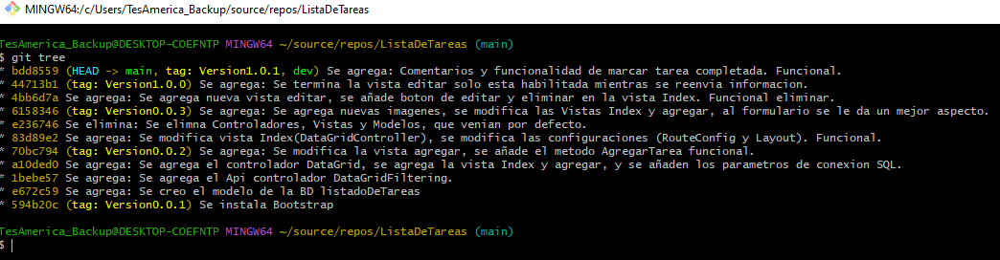 MINGW64:/c/Users/TesAmerica_Backup/source/repos/ListaDeTareas
TesAmerica_Backup@DESKTOP-COEFNTP MINGW64 ~/source/repos/ListaDeTareas (main)
$ git tree
* bdd8559 (HEAD -> main, tag: Version1.0.1, dev) Se agrega: Comentarios y funcionalidad de marcar tarea completada. Funcional.
* 44713b1 (tag: Version1.0.0) Se agrega: Se termina la vista editar solo esta habilitada mientras se reenvia informacion.
* 4bb6d7a Se agrega: Se agrega nueva vista editar, se añade boton de editar y eliminar en la vista Index. Funcional eliminar.
* 6158346 (tag: Version0.0.3) Se agrega: Se agrega nuevas imagenes, se modifica las Vistas Index y agregar, al formulario se le da un mejor aspecto.
* e236746 Se elimina: Se elimna Controladores, Vistas y Modelos, que venian por defecto.
* 83d89e2 Se agrega: Se modifica vista Index(DataGridController), se modifica las configuraciones (RouteConfig y Layout). Funcional.
* 70bc794 (tag: Version0.0.2) Se agrega: Se modifica la vista agregar, se añade el metodo AgregarTarea funcional.
* a10ded0 Se agrega: Se agrega el controlador DataGrid, se agrega la vista Index y agregar, y se añaden los parametros de conexion SQL.
* 1bebe57 Se agrega: Se agrega el Api controlador DataGridFiltering.
* e672c59 Se agrega: Se creo el modelo de la BD listadoDeTareas
* 594b20c (tag: Version0.0.1) Se instala Bootstrap
TesAmerica_Backup@DESKTOP-COEFNTP MINGW64 ~/source/repos/ListaDeTareas (main)
$